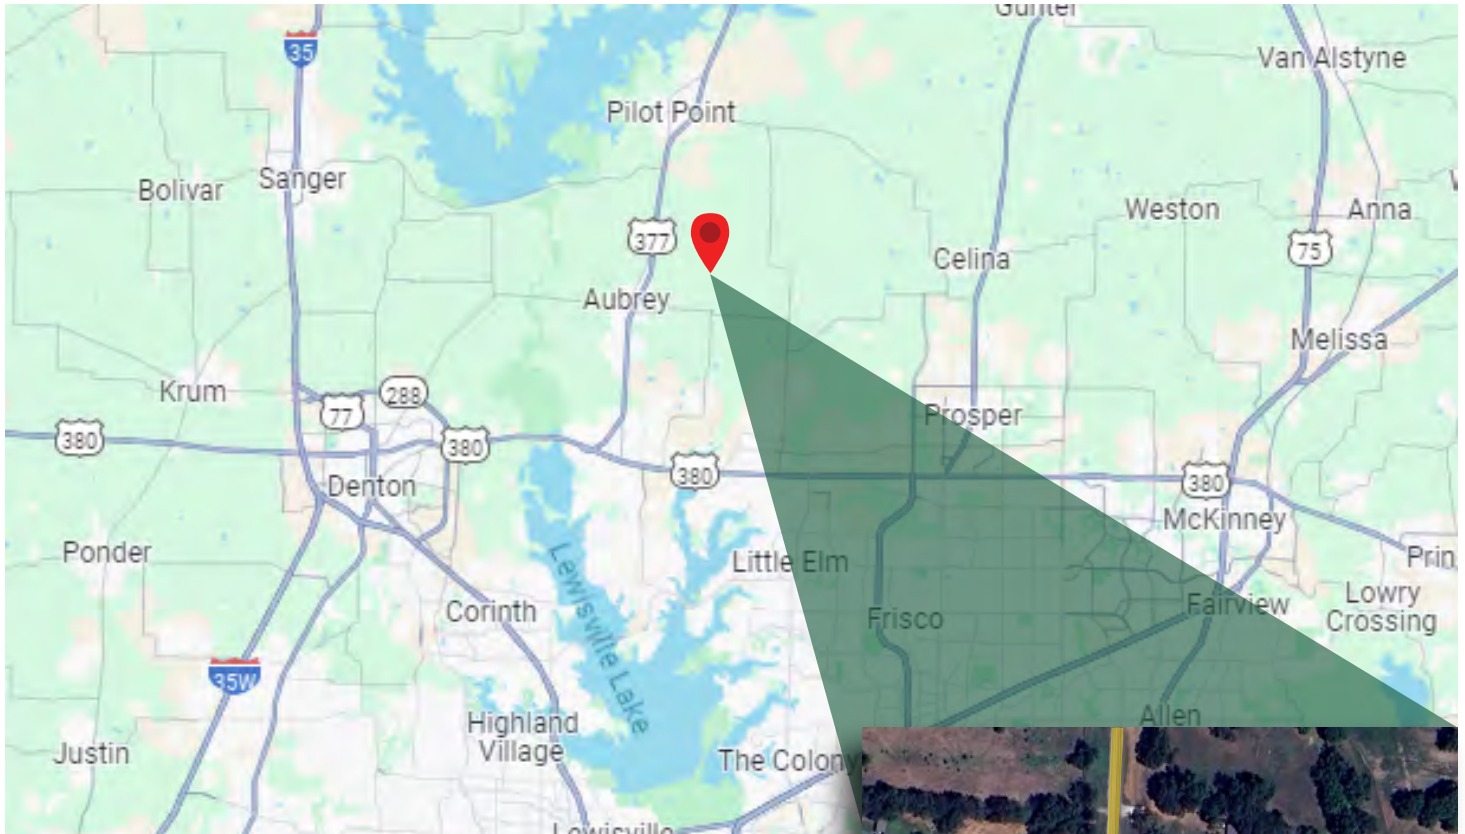 Gunter
35
Van Alstyne
Pilot Point
Bolivar
Sanger
Weston
Anna
377
75
Celina
Aubrey
Melissa
Krum
288
77
Prosper
380
380
380
380
Denton
McKinney
Ponder
Little Elm
Corinth
Frisco
Fairview
Lowry
Crossing
Lewisville Lake
35W
Highland
Village
Allen
Justin
The Colony
Lewisville